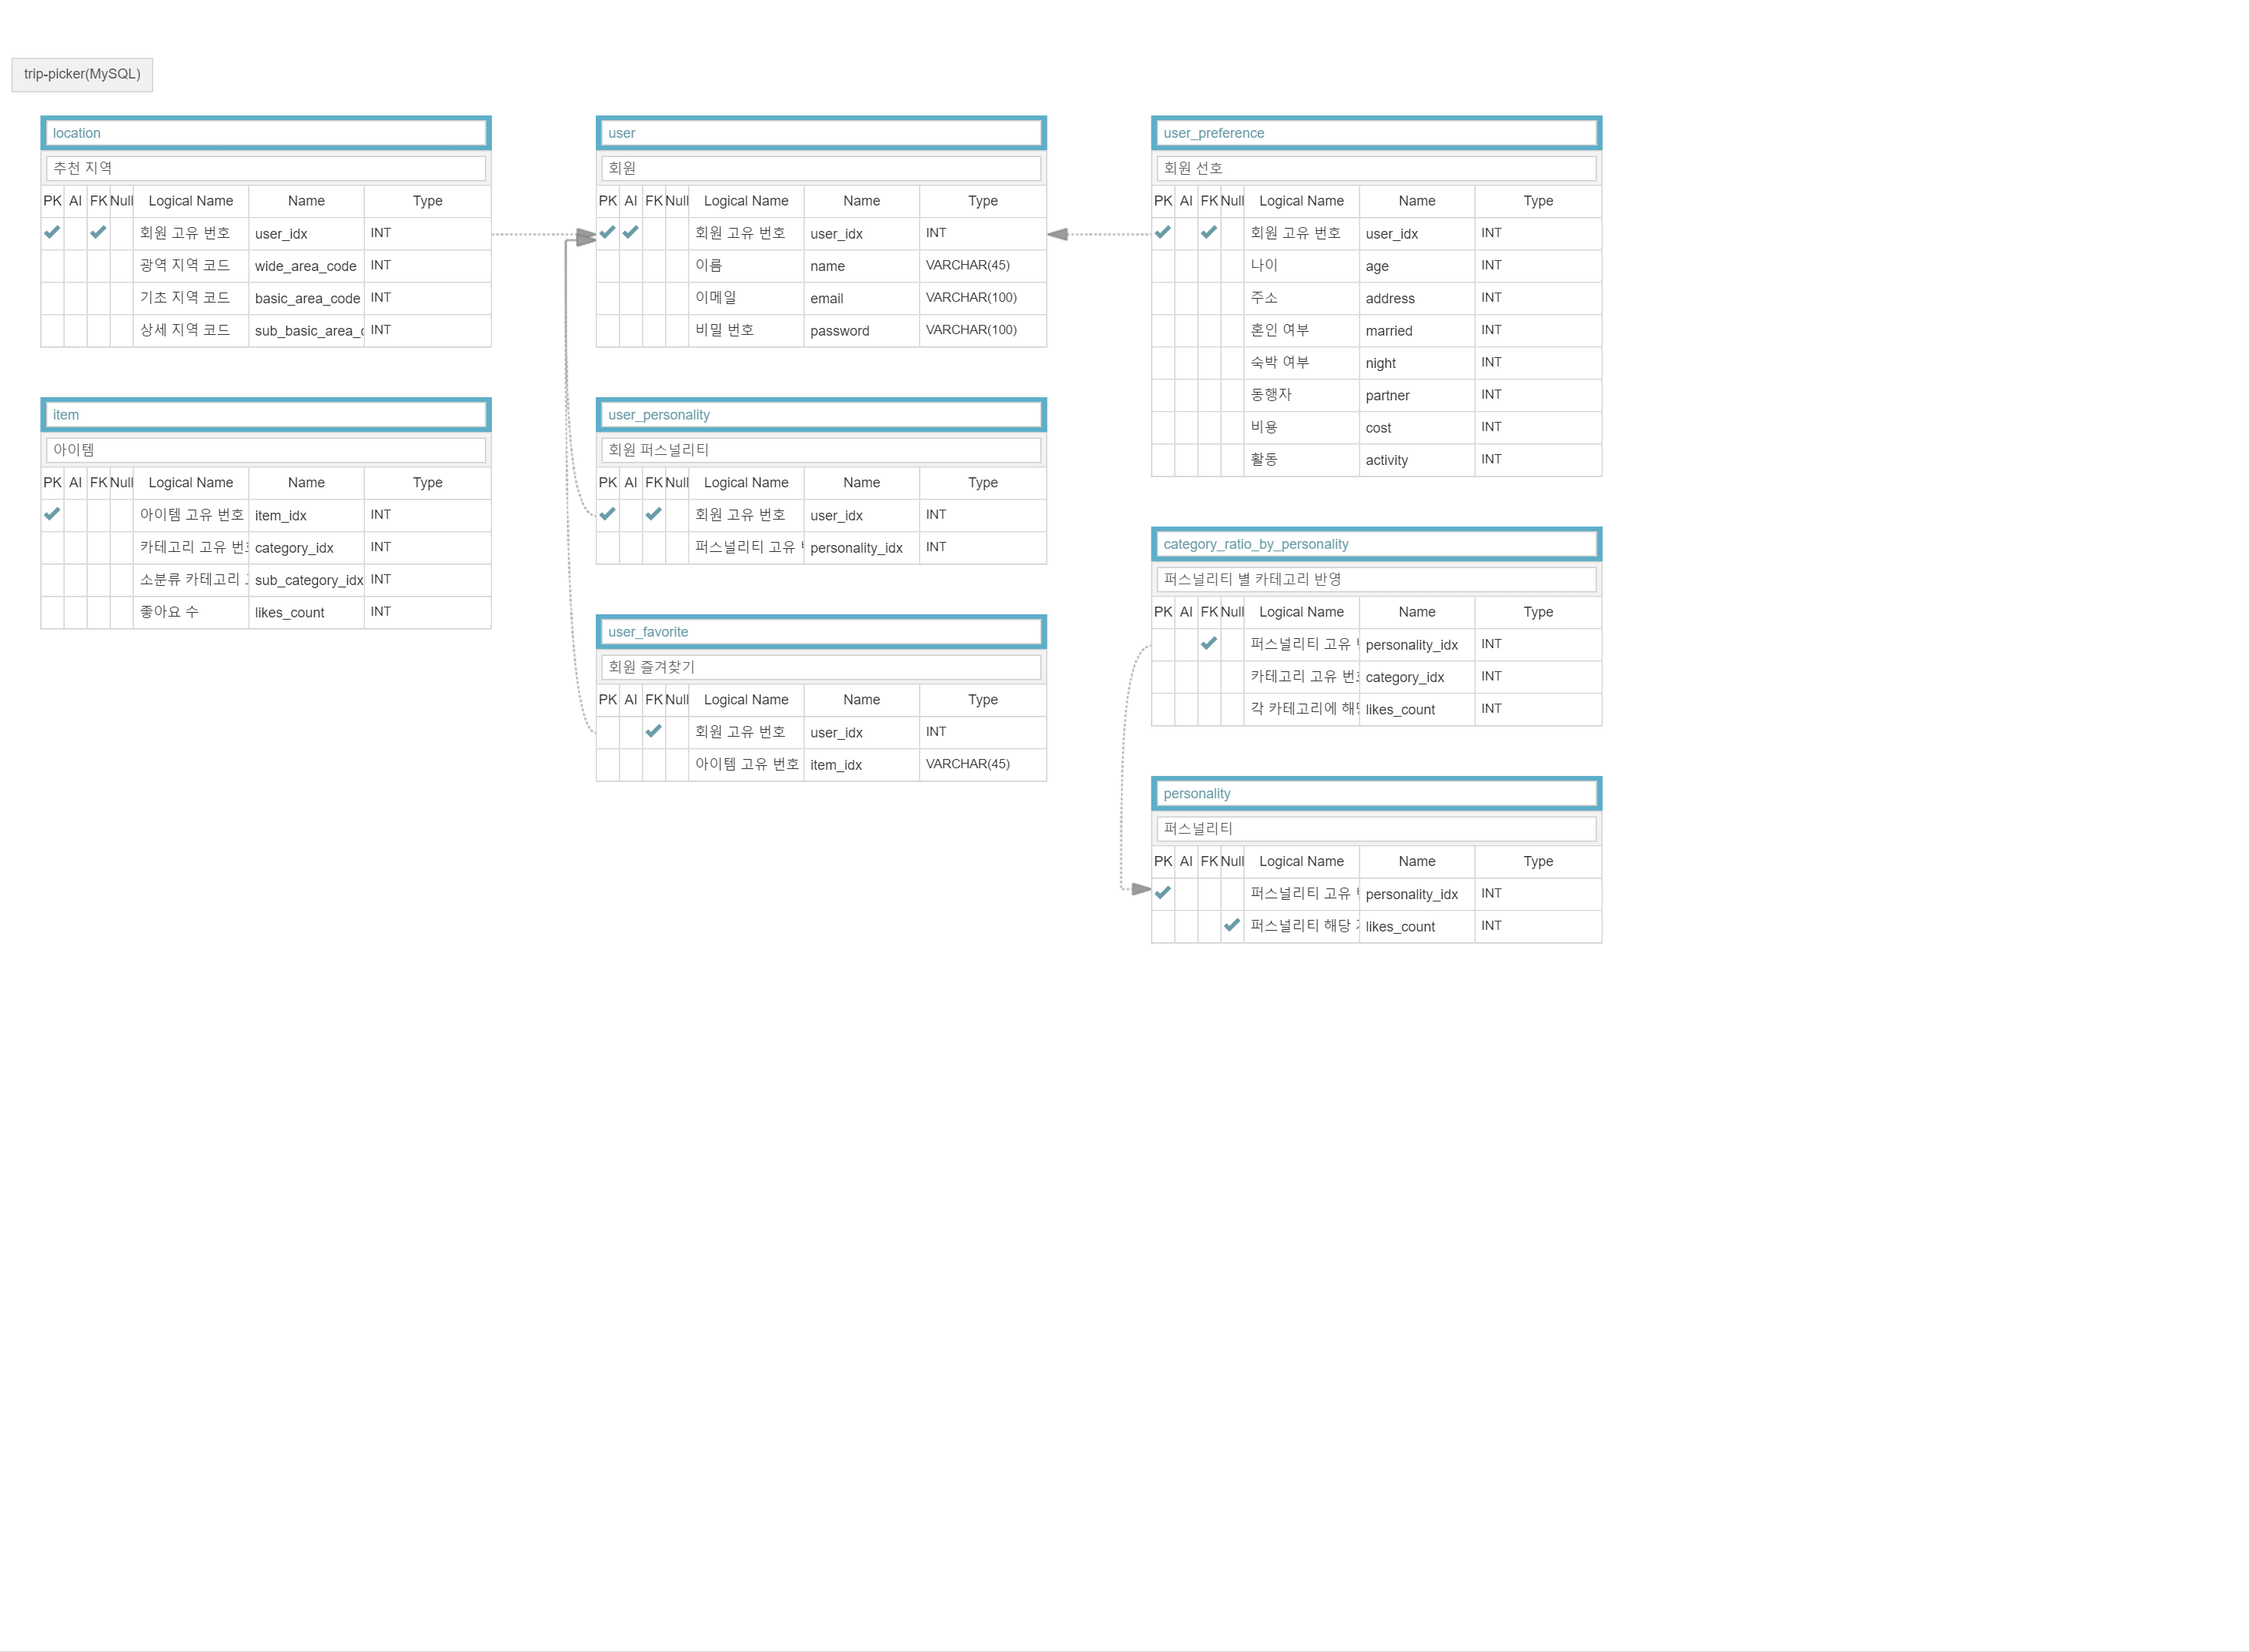 trip-picker(MySQL)
location
추천 지역
PK AI FK Null Logical Name Name Type
회원 고유 번호 user_idx INT
광역 지역 코드 wide_area_code INT
기초 지역 코드 basic_area_code INT
상세 지역 코드 sub_basic_area_ INT
item
아이템
PK AI FK Null Logical Name Name Type
아이템 고유 번호 item_idx INT
카테고리 고유 category_idx INT
소분류 카테고리 sub_category_idx INT
좋아요 수 likes_count INT
user
회원
PK AI FK Null Logical Name Name Type
회원 고유 번호 user_idx INT
이름 name VARCHAR(45)
이메일 email VARCHAR(100)
비밀 번호 password VARCHAR(100)
user_personality
회원 퍼스널리티
PK AI FK Null Logical Name Name Type
회원 고유 번호 user_idx INT
퍼스널리티 고유 personality_idx INT
user_favorite
회원 즐겨찾기
PK AI FK Null Logical Name Name Type
회원 고유 번호 user_idx INT
아이템 고유 번호 item_idx VARCHAR(45)
user_preference
회원 선호
PK AI FK Null Logical Name Name Type
회원 고유 번호 user_idx INT
나이 age INT
주소 address INT
혼인 여부 married INT
숙박 여부 night INT
동행자 partner INT
비용 cost INT
활동 activity INT
category_ratio_by_personality
퍼스널리티 별 카테고리 반영
PK AI FK Null Logical Name Name Type
퍼스널리티 고유 personality_idx INT
카테고리 고유 category_idx INT
각 카테고리에 likes_count INT
personality
퍼스널리티
PK AI FK Null Logical Name Name Type
퍼스널리티 고유 personality_idx INT
퍼스널리티 해당 likes_count INT